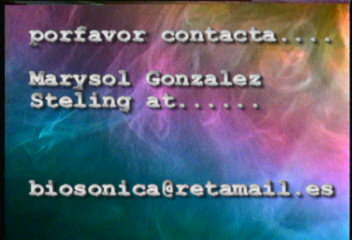 porfavor contacta....
Marysol Gonzalez
Steling at......
biosonica@retamail.es